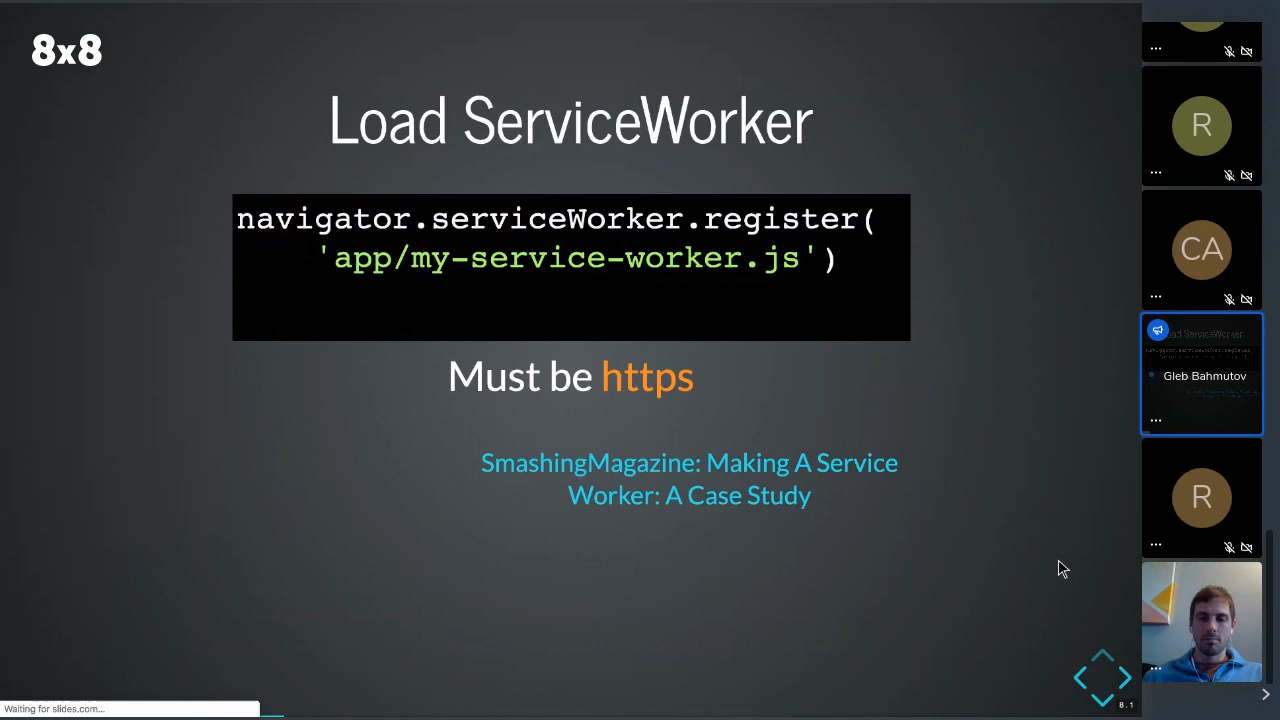 8x8
Load ServiceWorker
navigator.serviceWorker.register(
'app/my-service-worker.js')
Must be https
SmashingMagazine: Making A Service
Worker: A Case Study
8.1
Waiting for slides.com...
R
CA
Gleb Bahmutov
R